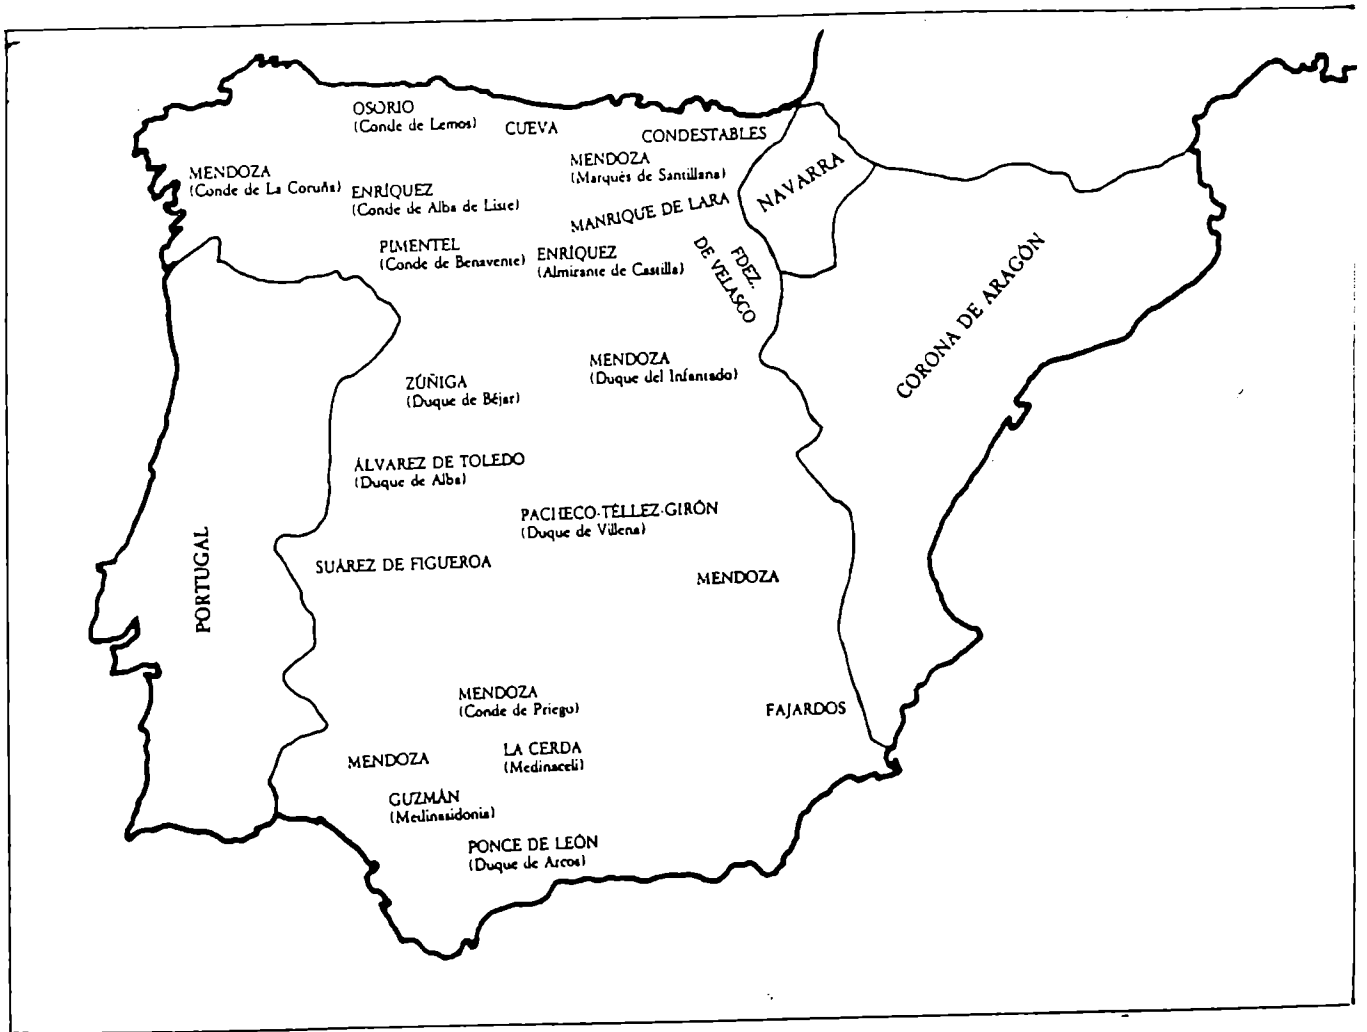 OSORIO
(Conde de Lemos)
CUEVA
CONDESTABLES
MENDOZA
(Conde de La Coruña)
ENRÍQUEZ
(Conde de Alba de Liste)
MENDOZA
(Marqués de Santillana)
NAVARRA
MANRIQUE DE LARA
PIMENTEL
(Conde de Benavente)
ENRÍQUEZ
(Almirante de Castilla)
FDEZ.
DE VELASCO
CORONA DE ARAGÓN
MENDOZA
(Duque del Infantado)
ZÚÑIGA
(Duque de Béjar)
ÁLVAREZ DE TOLEDO
(Duque de Alba)
PACHECO-TÉLLEZ-GIRÓN
(Duque de Villena)
PORTUGAL
SUÁREZ DE FIGUEROA
MENDOZA
MENDOZA
(Conde de Priego)
FAJARDOS
MENDOZA
LA CERDA
(Medinaceli)
GUZMÁN
(Medinasidonia)
PONCE DE LEÓN
(Duque de Arcos)